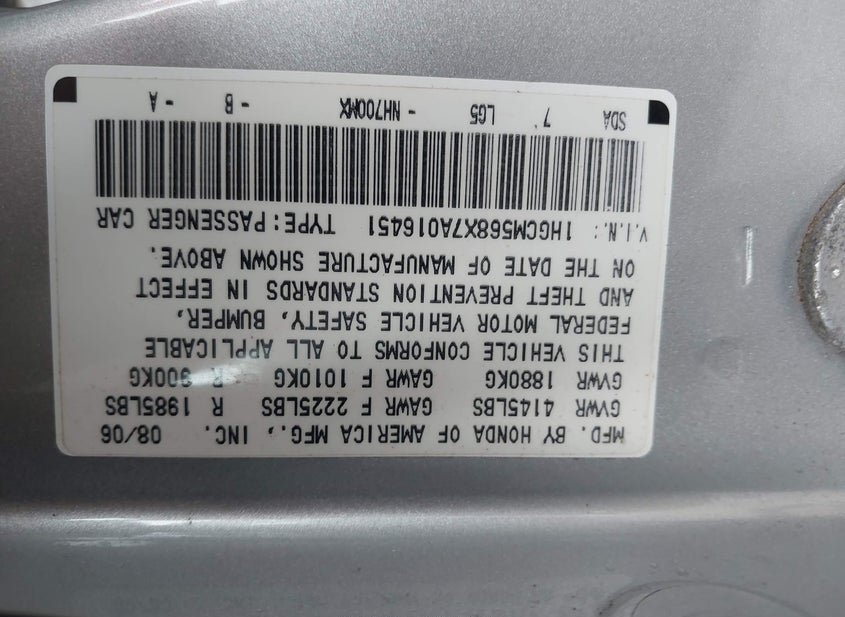 MFD. BY HONDA OF AMERICA MFG., INC. 08/06
GVWR 4145LBS GAWR F 2225LBS R 1985LBS
GVWR 1880KG GAWR F 1010KG R 900KG
THIS VEHICLE CONFORMS TO ALL APPLICABLE
FEDERAL MOTOR VEHICLE SAFETY, BUMPER,
AND THEFT PREVENTION STANDARDS IN EFFECT
ON THE DATE OF MANUFACTURE SHOWN ABOVE.
V.I.N.: 1HGCM568X7A016451 TYPE:PASSENGER CAR
SDA 7 LG5 - NH700MX - B - A